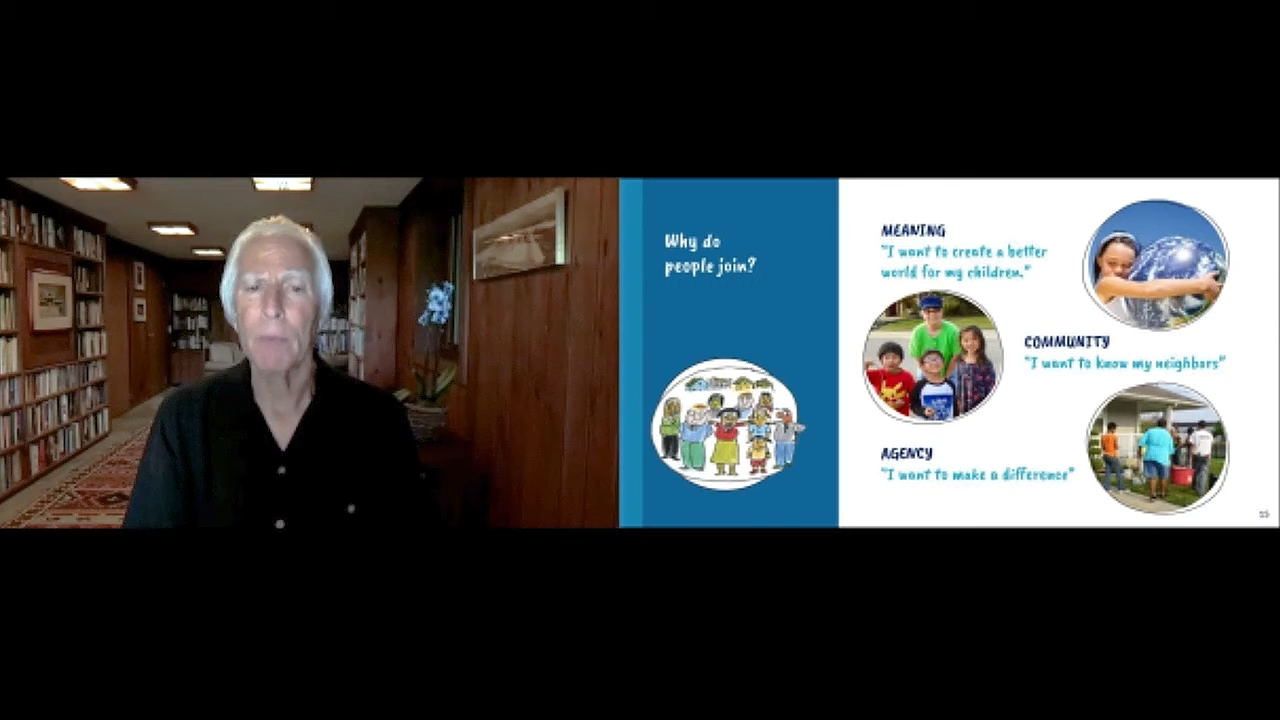 Why do
people join?
MEANING
"I want to create a better
world for my children."
COMMUNITY
"I want to know my neighbors"
AGENCY
"I want to make a difference"